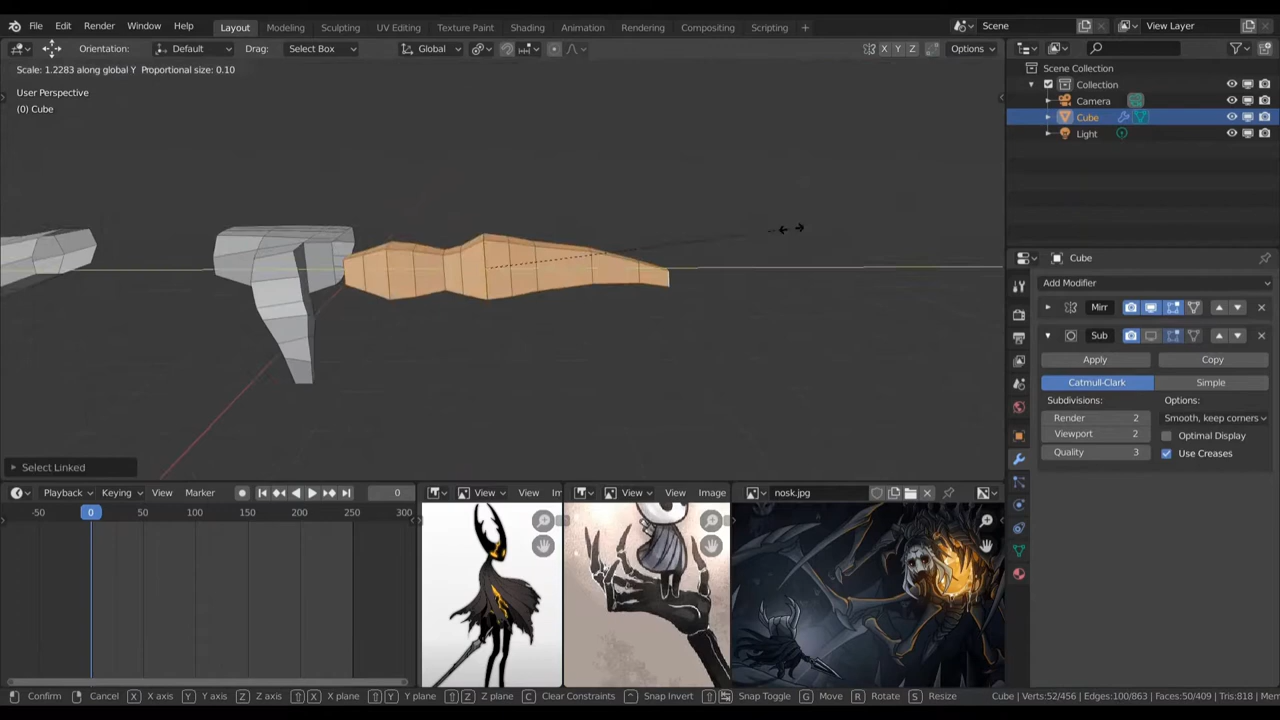 File Edit Render Window Help Layout Modeling Sculpting UV Editing Texture Paint Shading Animation Rendering Compositing Scripting + Scene View Layer
Orientation: Default Drag: Select Box Global X Y Z Options
Scale: 1.2283 along global Y Proportional size: 0.10
User Perspective
(0) Cube
Scene Collection
Collection
Camera
Cube
Light
Cube
Add Modifier
Mirr
Sub
Apply Copy
Catmull-Clark Simple
Subdivisions: Options:
Render 2 Smooth, keep corners
Viewport 2 Optimal Display
Quality 3 Use Creases
Select Linked
Playback Keying View Marker 0 View Im View Image nosk.jpg
-50 0 50 100 150 200 250 300
Confirm Cancel X X axis Y Y axis Z Z axis X X plane Y Y plane Z Z plane C Clear Constraints Snap Invert Snap Toggle G Move R Rotate S Resize Cube | Verts:52/456 | Edges:100/863 | Faces:50/409 | Tris:818 | Mem